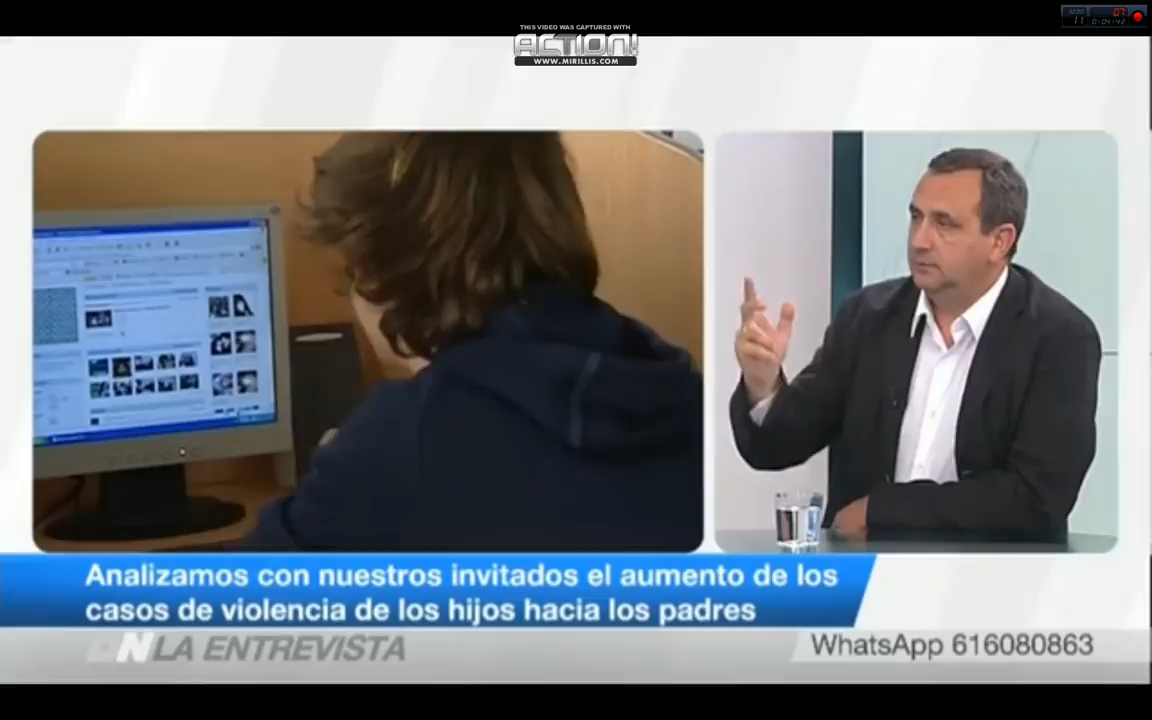 THIS VIDEO WAS CAPTURED WITH
ACTION!
WWW.MIRILLIS.COM
Analizamos con nuestros invitados el aumento de los
casos de violencia de los hijos hacia los padres
N LA ENTREVISTA
WhatsApp 616080863